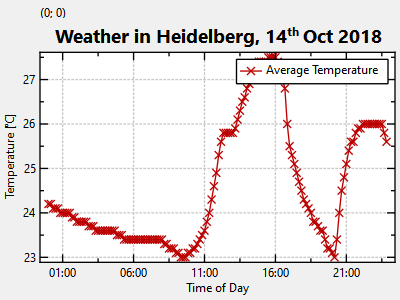 (0; 0)
Weather in Heidelberg, 14th Oct 2018
Average Temperature
Temperature [°C]
27
26
25
24
23
01:00 06:00 11:00 16:00 21:00
Time of Day